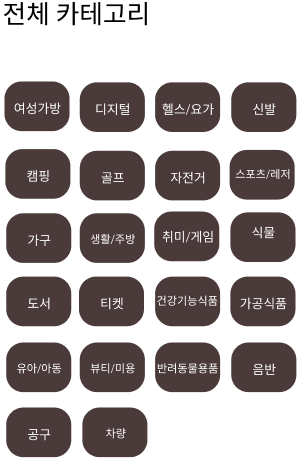 전체 카테고리
여성가방 디지털 헬스/요가 신발
캠핑 골프 자전거 스포츠/레저
가구 생활/주방 취미/게임 식물
도서 티켓 건강기능식품 가공식품
유아/아동 뷰티/미용 반려동물용품 음반
공구 차량